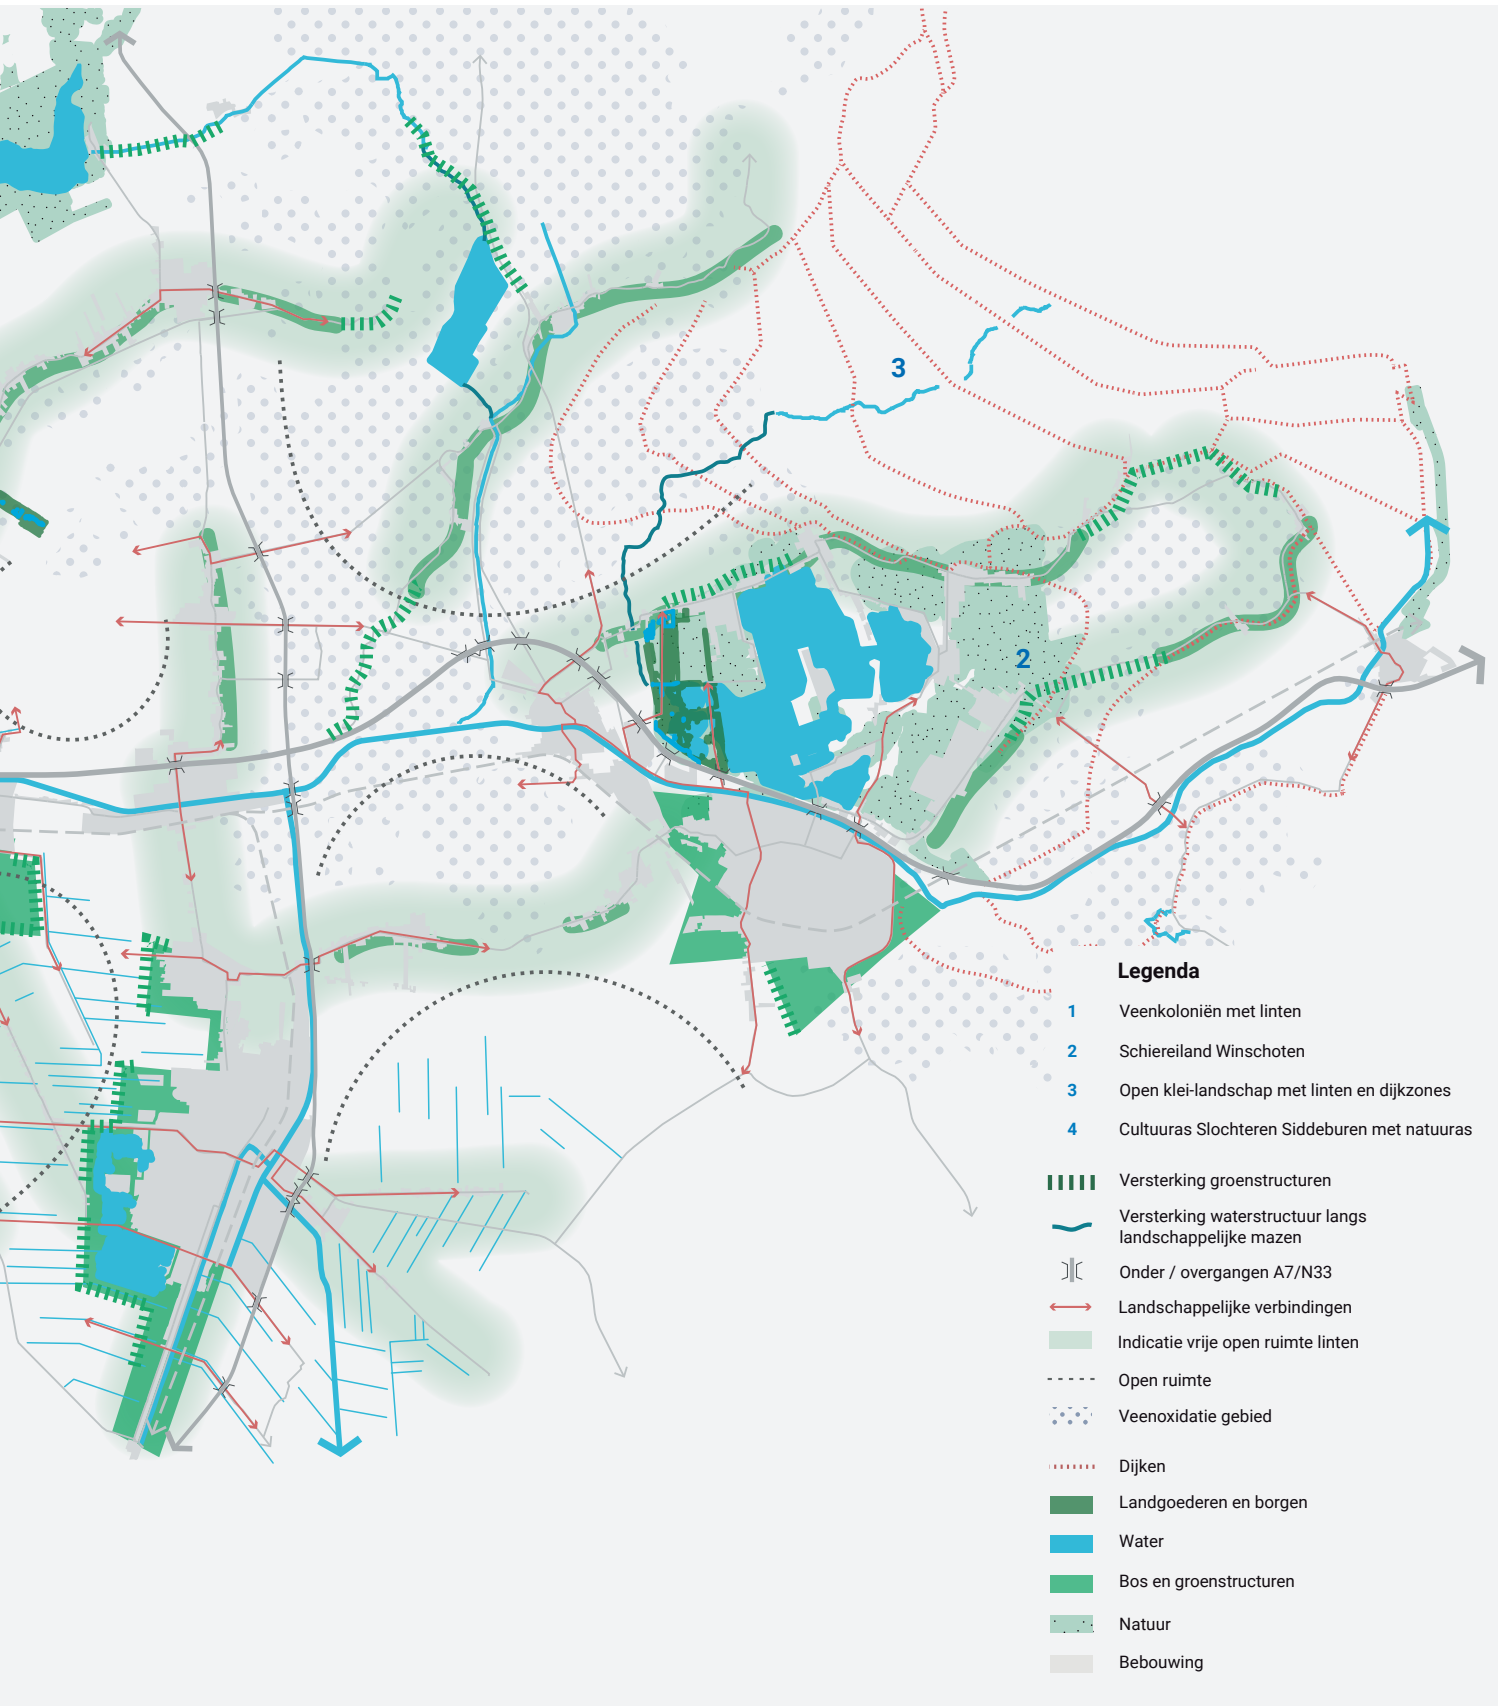 3
2
Legenda
1 Veenkoloniën met linten
2 Schiereiland Winschoten
3 Open klei-landschap met linten en dijkzones
4 Cultuuras Slochteren Siddeburen met natuuras
Versterking groenstructuren
Versterking waterstructuur langs
landschappelijke mazen
Onder / overgangen A7/N33
Landschappelijke verbindingen
Indicatie vrije open ruimte linten
Open ruimte
Veenoxidatie gebied
Dijken
Landgoederen en borgen
Water
Bos en groenstructuren
Natuur
Bebouwing